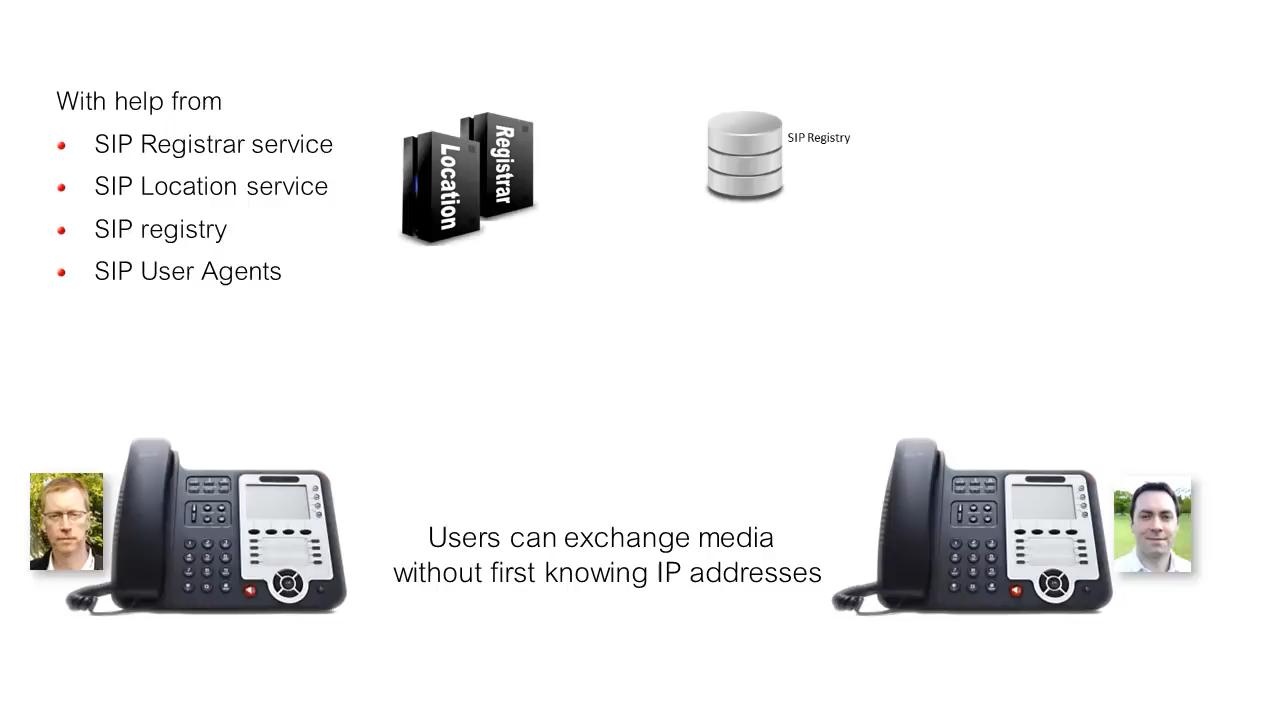 With help from
SIP Registrar service
SIP Location service
SIP registry
SIP User Agents
Location
Registrar
SIP Registry
Users can exchange media
without first knowing IP addresses